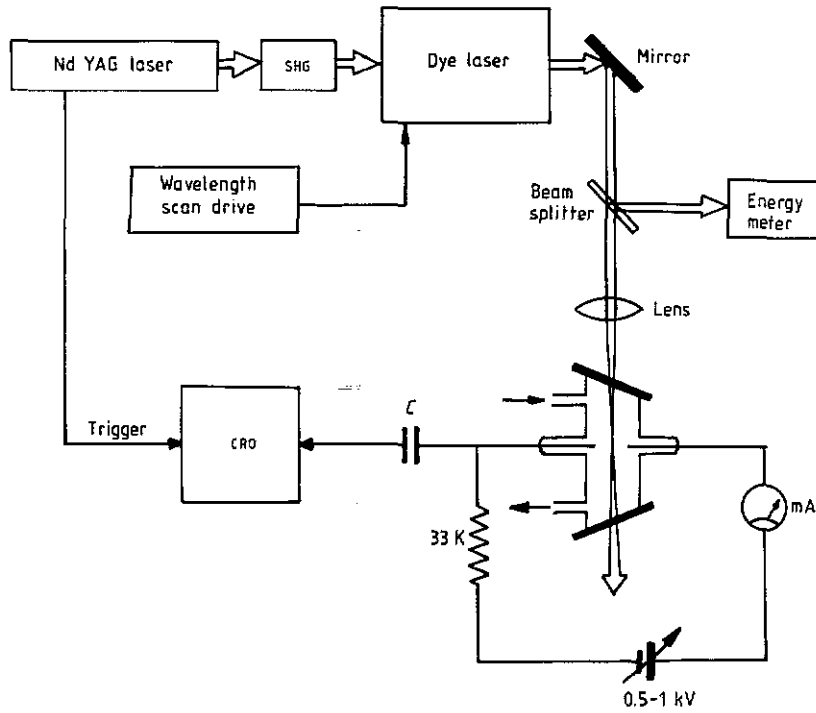 Nd YAG laser
SHG
Dye laser
Mirror
Wavelength
scan drive
Beam
splitter
Energy
meter
Lens
Trigger
CRO
C
33 K
mA
0.5-1 kV